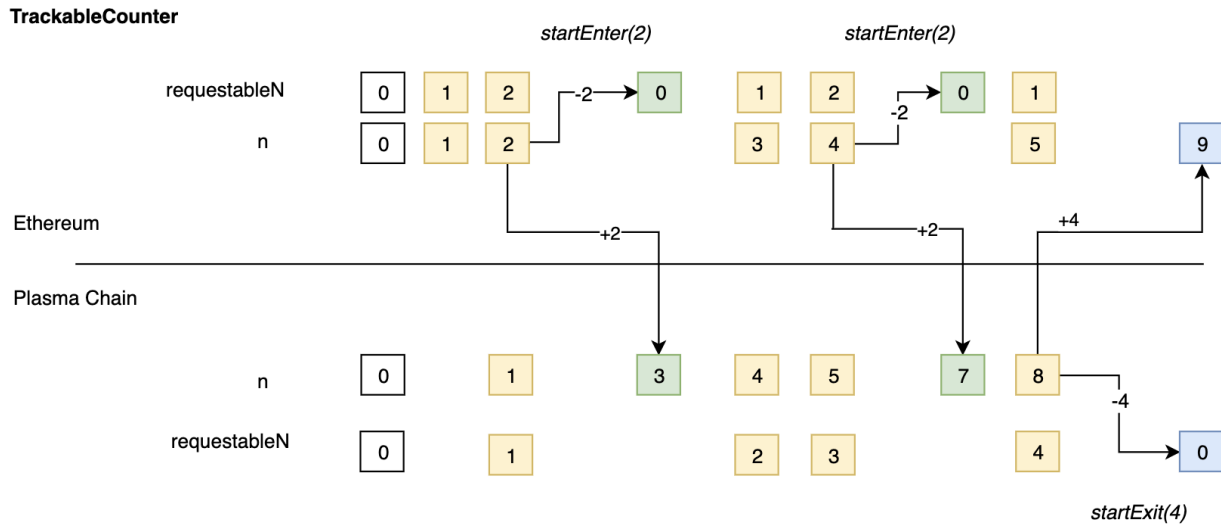 TrackableCounter
startEnter(2) startEnter(2)
requestableN 0 1 2 -2 0 1 2 -2 0 1
n 0 1 2 3 4 5 9
Ethereum +2 +2 +4
Plasma Chain
n 0 1 3 4 5 7 8 -4
requestableN 0 1 2 3 4 0
startExit(4)